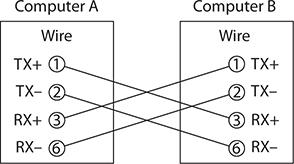 Computer A Computer B
Wire Wire
TX+ 1 1 TX+
TX– 2 2 TX–
RX+ 3 3 RX+
RX– 6 6 RX–